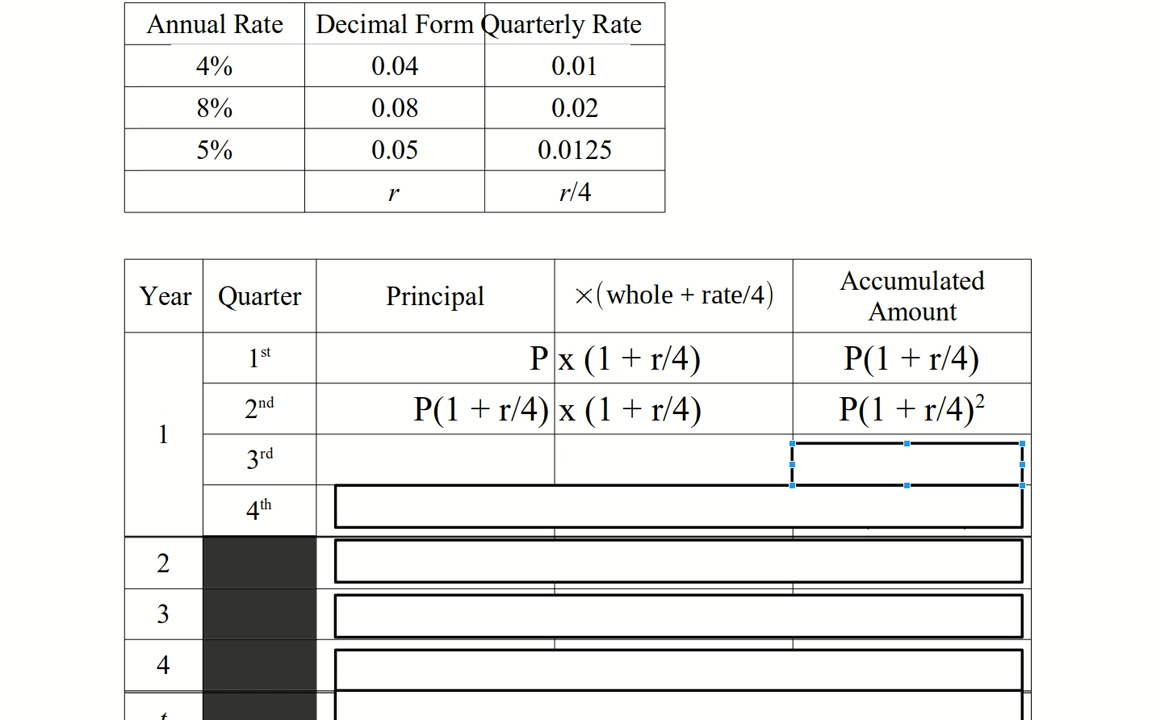 Annual Rate Decimal Form Quarterly Rate
4% 0.04 0.01
8% 0.08 0.02
5% 0.05 0.0125
r r/4
Year Quarter Principal ×(whole + rate/4) Accumulated Amount
1
1st P x (1 + r/4) P(1 + r/4)
2nd P(1 + r/4) x (1 + r/4) P(1 + r/4)²
3rd
4th
2
3
4
t